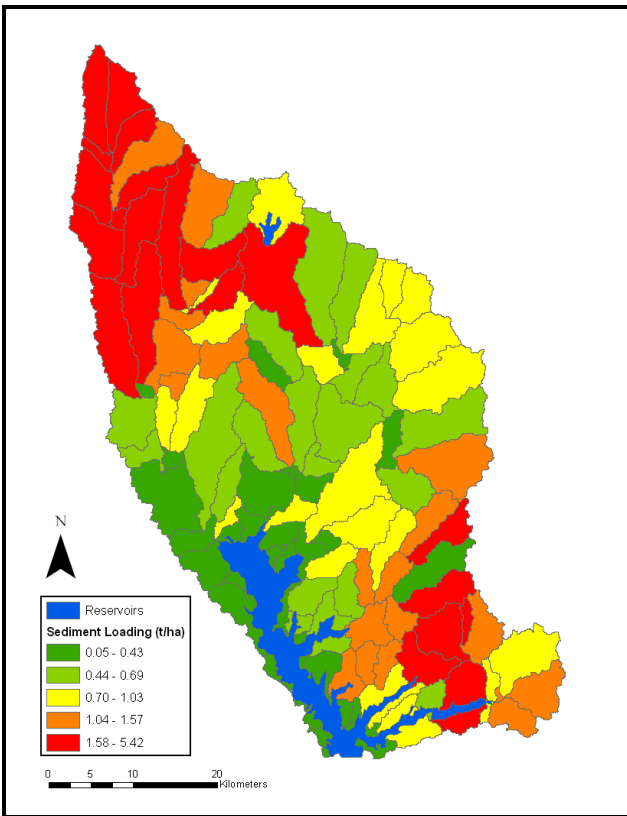 N
Reservoirs
Sediment Loading (t/ha)
0.05 - 0.43
0.44 - 0.69
0.70 - 1.03
1.04 - 1.57
1.58 - 5.42
0 5 10 20
Kilometers